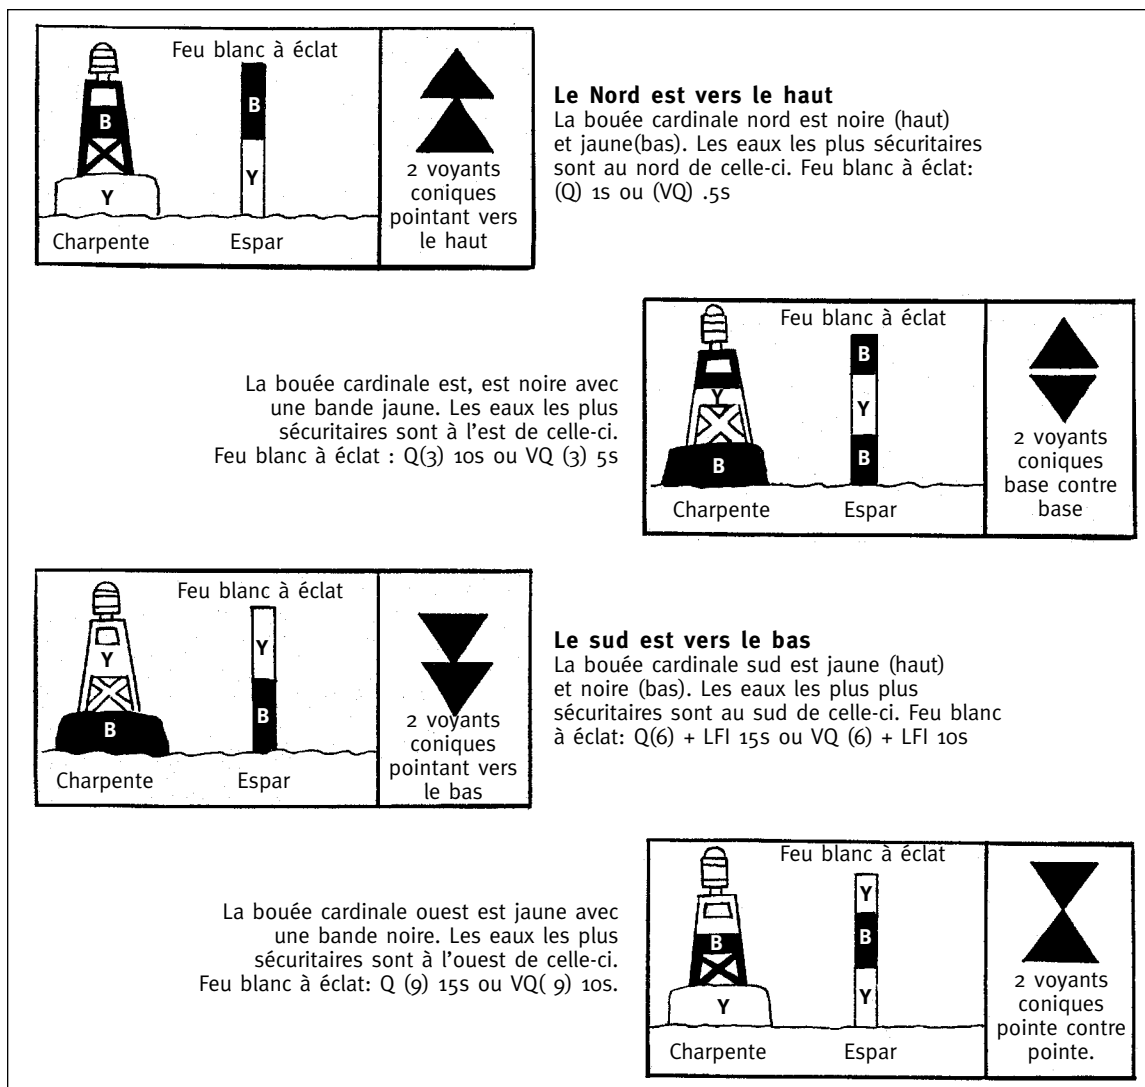 Feu blanc à éclat
B
B
Y
Y
Charpente
Espar
2 voyants
coniques
pointant vers
le haut
Le Nord est vers le haut
La bouée cardinale nord est noire (haut)
et jaune(bas). Les eaux les plus sécuritaires
sont au nord de celle-ci. Feu blanc à éclat:
(Q) 1s ou (VQ) .5s
La bouée cardinale est, est noire avec
une bande jaune. Les eaux les plus
sécuritaires sont à l'est de celle-ci.
Feu blanc à éclat : Q(3) 10s ou VQ (3) 5s
Feu blanc à éclat
B
Y
Y
B
B
Charpente
Espar
2 voyants
coniques
base contre
base
Feu blanc à éclat
Y
Y
B
B
Charpente
Espar
2 voyants
coniques
pointant vers
le bas
Le sud est vers le bas
La bouée cardinale sud est jaune (haut)
et noire (bas). Les eaux les plus plus
sécuritaires sont au sud de celle-ci. Feu blanc
à éclat: Q(6) + LFI 15s ou VQ (6) + LFI 10s
La bouée cardinale ouest est jaune avec
une bande noire. Les eaux les plus
sécuritaires sont à l'ouest de celle-ci.
Feu blanc à éclat: Q (9) 15s ou VQ( 9) 10s.
Feu blanc à éclat
Y
B
B
Y
Y
Charpente
Espar
2 voyants
coniques
pointe contre
pointe.